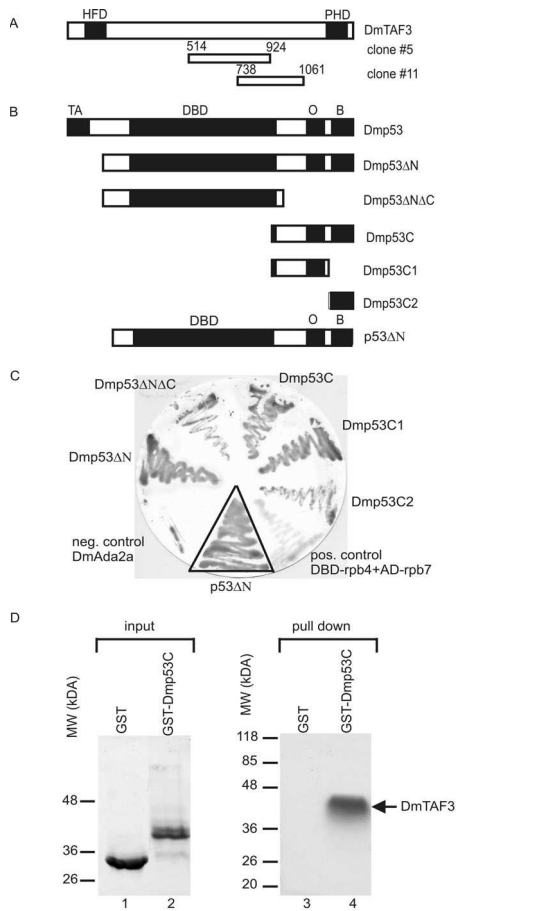 A
HFD
PHD
DmTAF3
514
924
clone #5
738
1061
clone #11
B
TA
DBD
O
B
Dmp53
Dmp53ΔN
Dmp53ΔNΔC
Dmp53C
Dmp53C1
Dmp53C2
DBD
O
B
p53ΔN
C
Dmp53ΔNΔC
Dmp53C
Dmp53C1
Dmp53ΔN
Dmp53C2
neg. control
DmAda2a
pos. control
DBD-rpb4+AD-rpb7
p53ΔN
D
input
pull down
MW (kDA)
GST
GST-Dmp53C
48
36
26
1
2
MW (kDA)
GST
GST-Dmp53C
118
85
48
36
26
20
DmTAF3
3
4